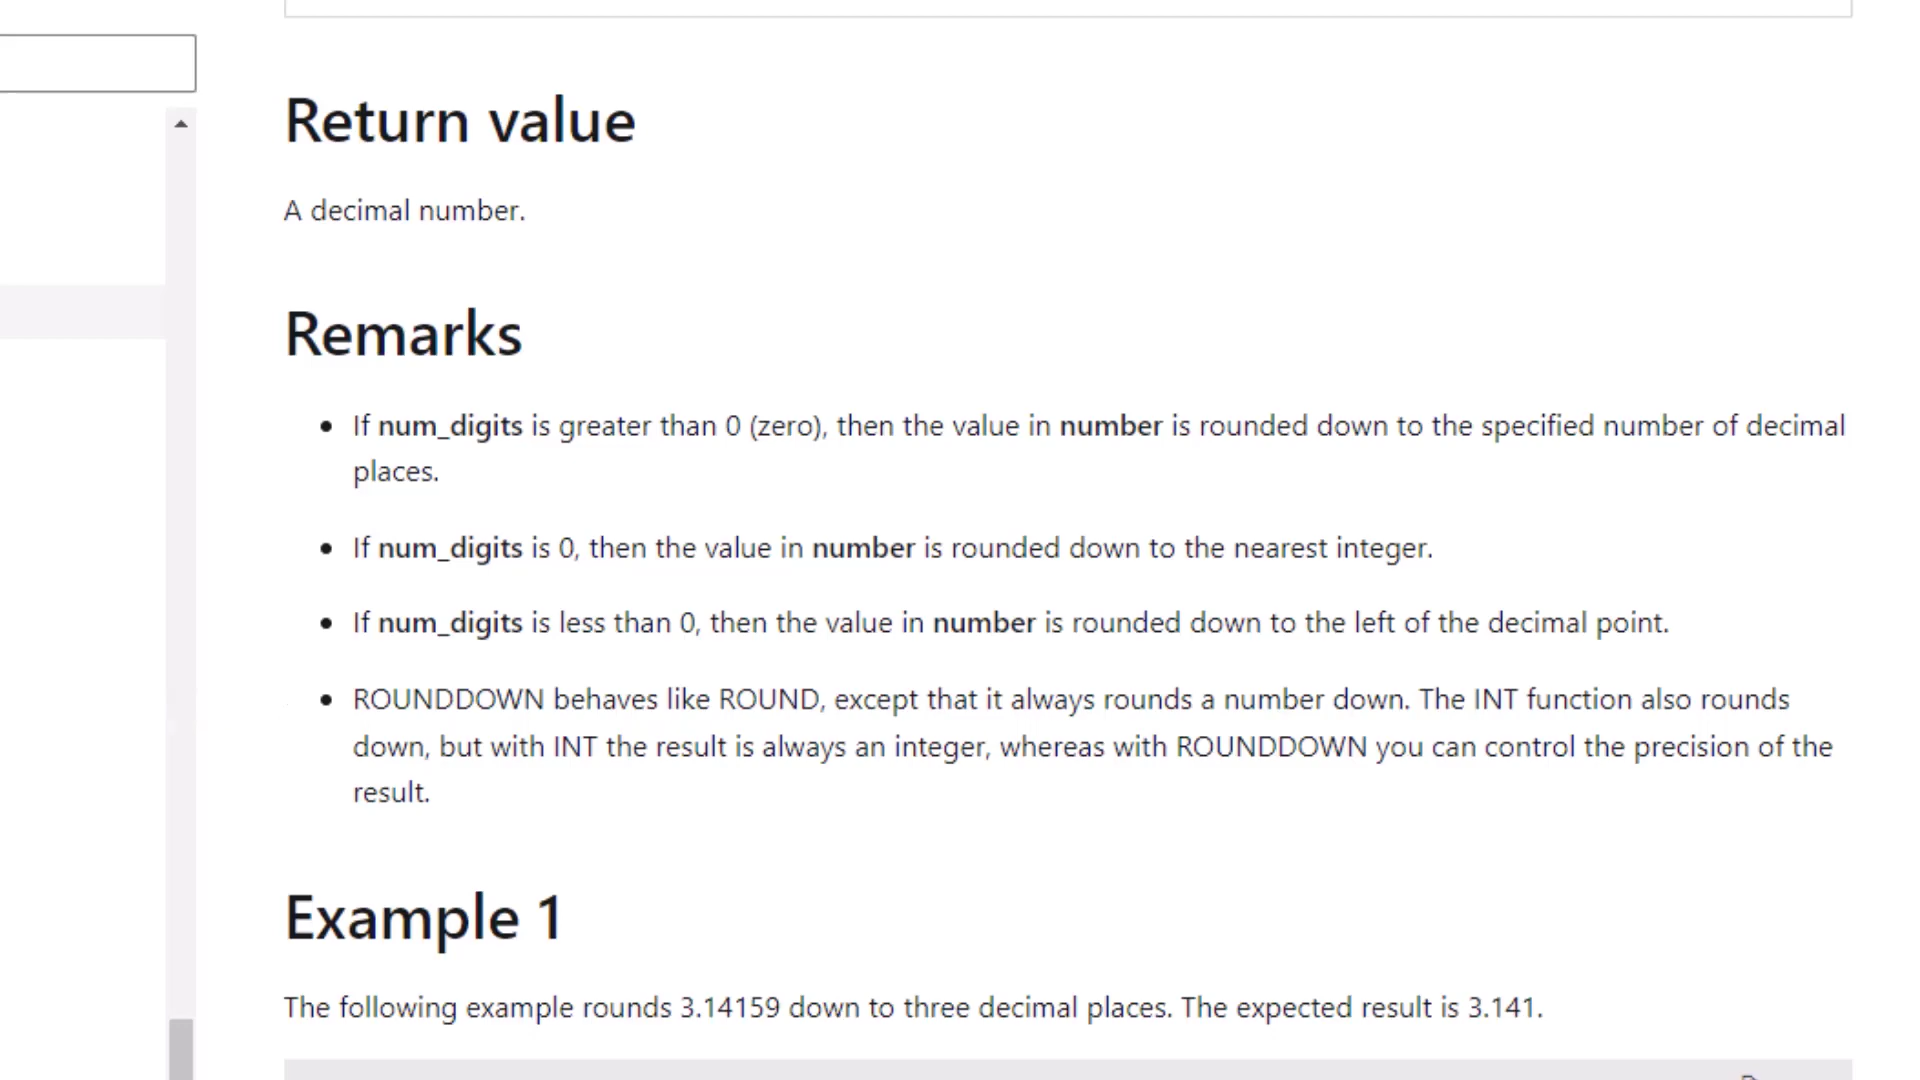 Return value
A decimal number.
Remarks
• If num_digits is greater than 0 (zero), then the value in number is rounded down to the specified number of decimal
places.
• If num_digits is 0, then the value in number is rounded down to the nearest integer.
• If num_digits is less than 0, then the value in number is rounded down to the left of the decimal point.
• ROUNDDOWN behaves like ROUND, except that it always rounds a number down. The INT function also rounds
down, but with INT the result is always an integer, whereas with ROUNDDOWN you can control the precision of the
result.
Example 1
The following example rounds 3.14159 down to three decimal places. The expected result is 3.141.